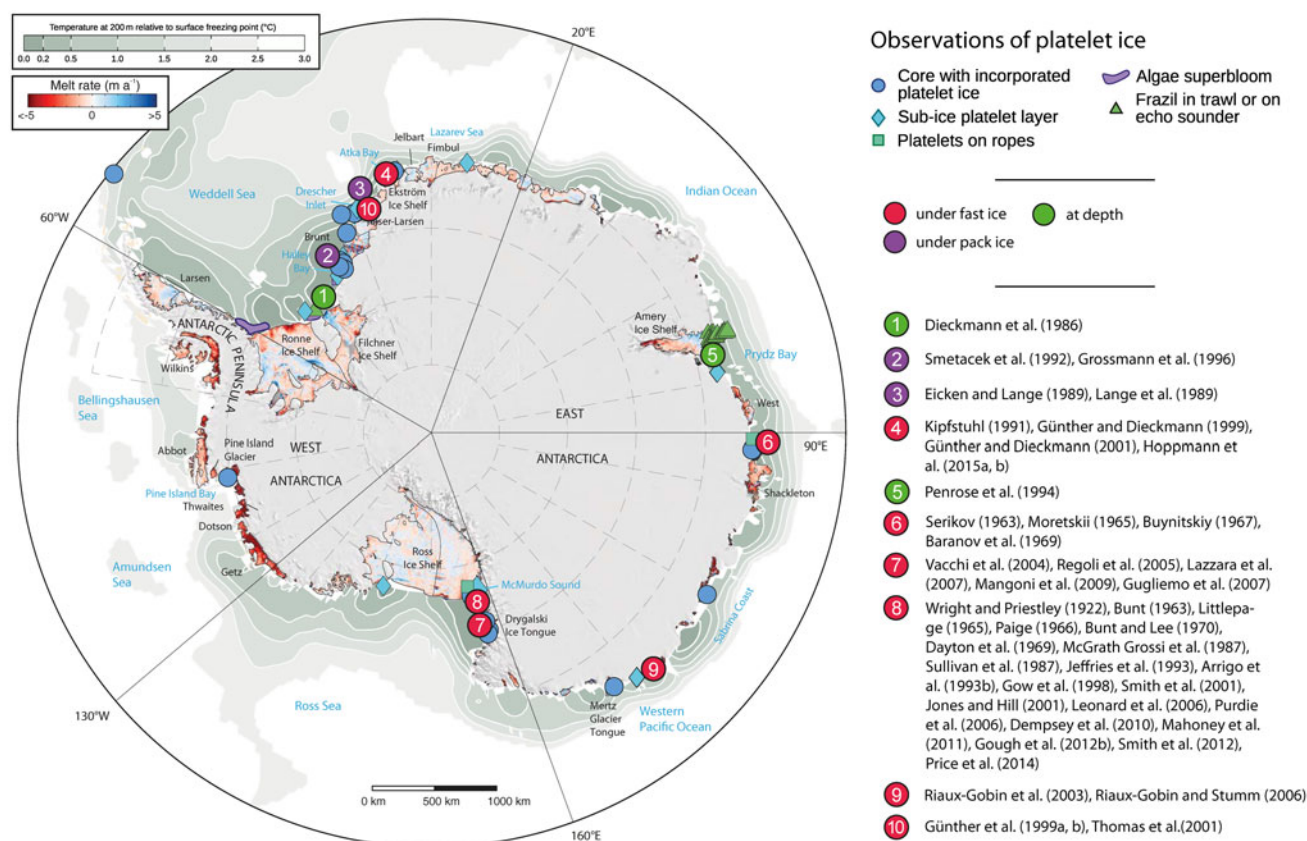 Temperature at 200 m relative to surface freezing point (°C)
0.0 0.2 0.5 1.0 1.5 2.0 2.5 3.0
Melt rate (m a⁻¹)
<-5 0 >5
20°E
Lazarev Sea
Jelbart
Fimbul
Atka Bay
4
3
Weddell Sea
Drescher
Inlet
Ekström
Ice Shelf
10
Indian Ocean
60°W
Brunt
2
Halley
Bay
Larsen
1
ANTARCTIC PENINSULA
Ronne
Ice Shelf
Filchner
Ice Shelf
Amery
Ice Shelf
5
Prydz Bay
Wilkins
Bellingshausen
Sea
West
EAST
WEST
Abbot
Pine Island
Glacier
6
90°E
ANTARCTICA
ANTARCTICA
Pine Island Bay
Thwaites
Shackleton
Dotson
Ross
Ice Shelf
Amundsen
Sea
Getz
McMurdo Sound
8
7
Drygalski
Ice Tongue
Sabrina Coast
9
Ross Sea
Mertz
Glacier
Tongue
Western
Pacific Ocean
130°W
0 km 500 km 1000 km
160°E
Observations of platelet ice
Core with incorporated
platelet ice
Sub-ice platelet layer
Platelets on ropes
Algae superbloom
Frazil in trawl or on
echo sounder
under fast ice
at depth
under pack ice
1 Dieckmann et al. (1986)
2 Smetacek et al. (1992), Grossmann et al. (1996)
3 Eicken and Lange (1989), Lange et al. (1989)
4 Kipfstuhl (1991), Günther and Dieckmann (1999),
Günther and Dieckmann (2001), Hoppmann et
al. (2015a, b)
5 Penrose et al. (1994)
6 Serikov (1963), Moretskii (1965), Buynitskiy (1967),
Baranov et al. (1969)
7 Vacchi et al. (2004), Regoli et al. (2005), Lazzara et al.
(2007), Mangoni et al. (2009), Gugliemo et al. (2007)
8 Wright and Priestley (1922), Bunt (1963), Littlepa-
ge (1965), Paige (1966), Bunt and Lee (1970),
Dayton et al. (1969), McGrath Grossi et al. (1987),
Sullivan et al. (1987), Jeffries et al. (1993), Arrigo et
al. (1993b), Gow et al. (1998), Smith et al. (2001),
Jones and Hill (2001), Leonard et al. (2006), Purdie
et al. (2006), Dempsey et al. (2010), Mahoney et al.
(2011), Gough et al. (2012b), Smith et al. (2012),
Price et al. (2014)
9 Riaux-Gobin et al. (2003), Riaux-Gobin and Stumm (2006)
10 Günther et al. (1999a, b), Thomas et al.(2001)